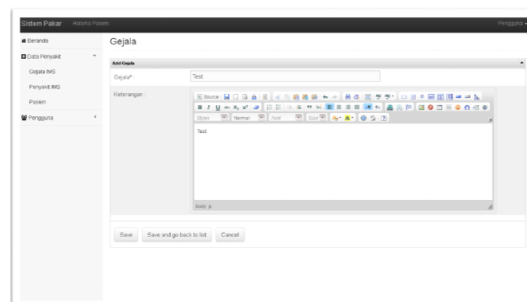 Sistem Pakar Historis Pasien Pengguna
Beranda
Data Penyakit
Gejala IMS
Penyakit IMS
Pasien
Pengguna
Gejala
Add Gejala
Gejala* : Test
Keterangan :
Source
Styles Normal Font Size
Test
body p
Save Save and go back to list Cancel